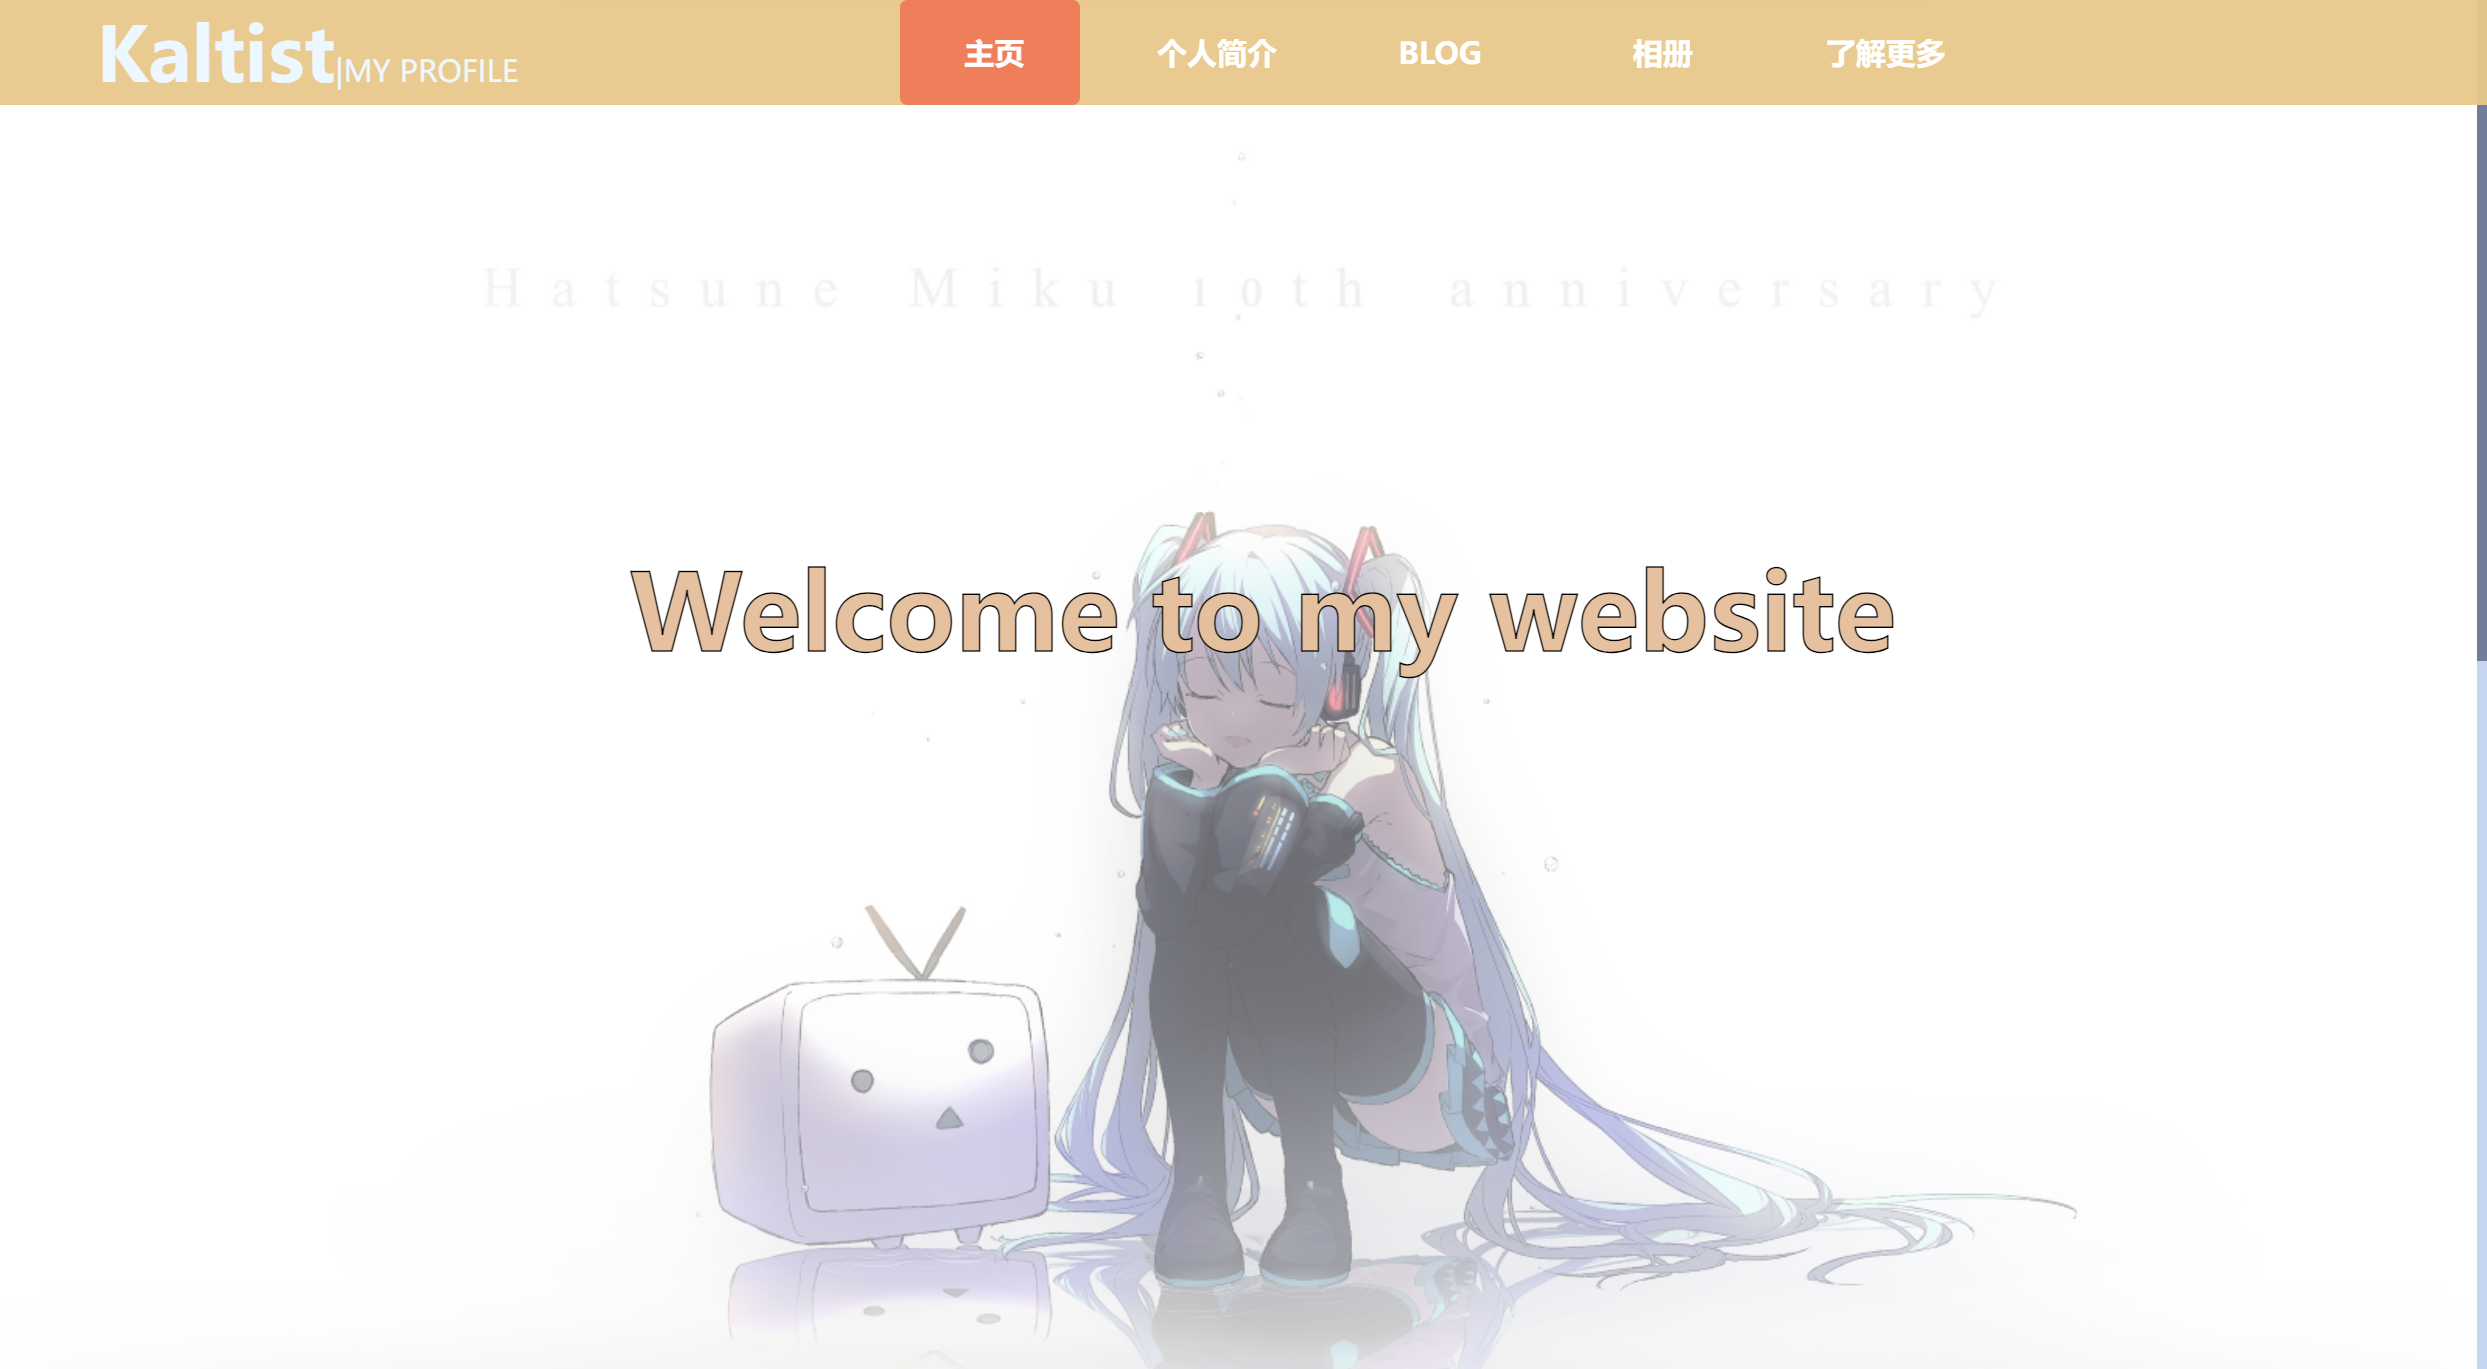 Kaltist|MY PROFILE
主页 个人简介 BLOG 相册 了解更多
Hatsune Miku 10th anniversary
Welcome to my website